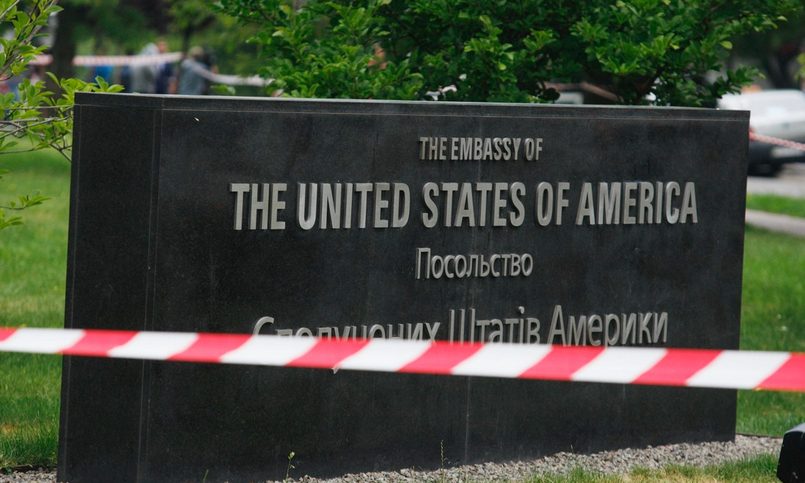 THE EMBASSY OF
THE UNITED STATES OF AMERICA
Посольство
Сполучених Штатів Америки